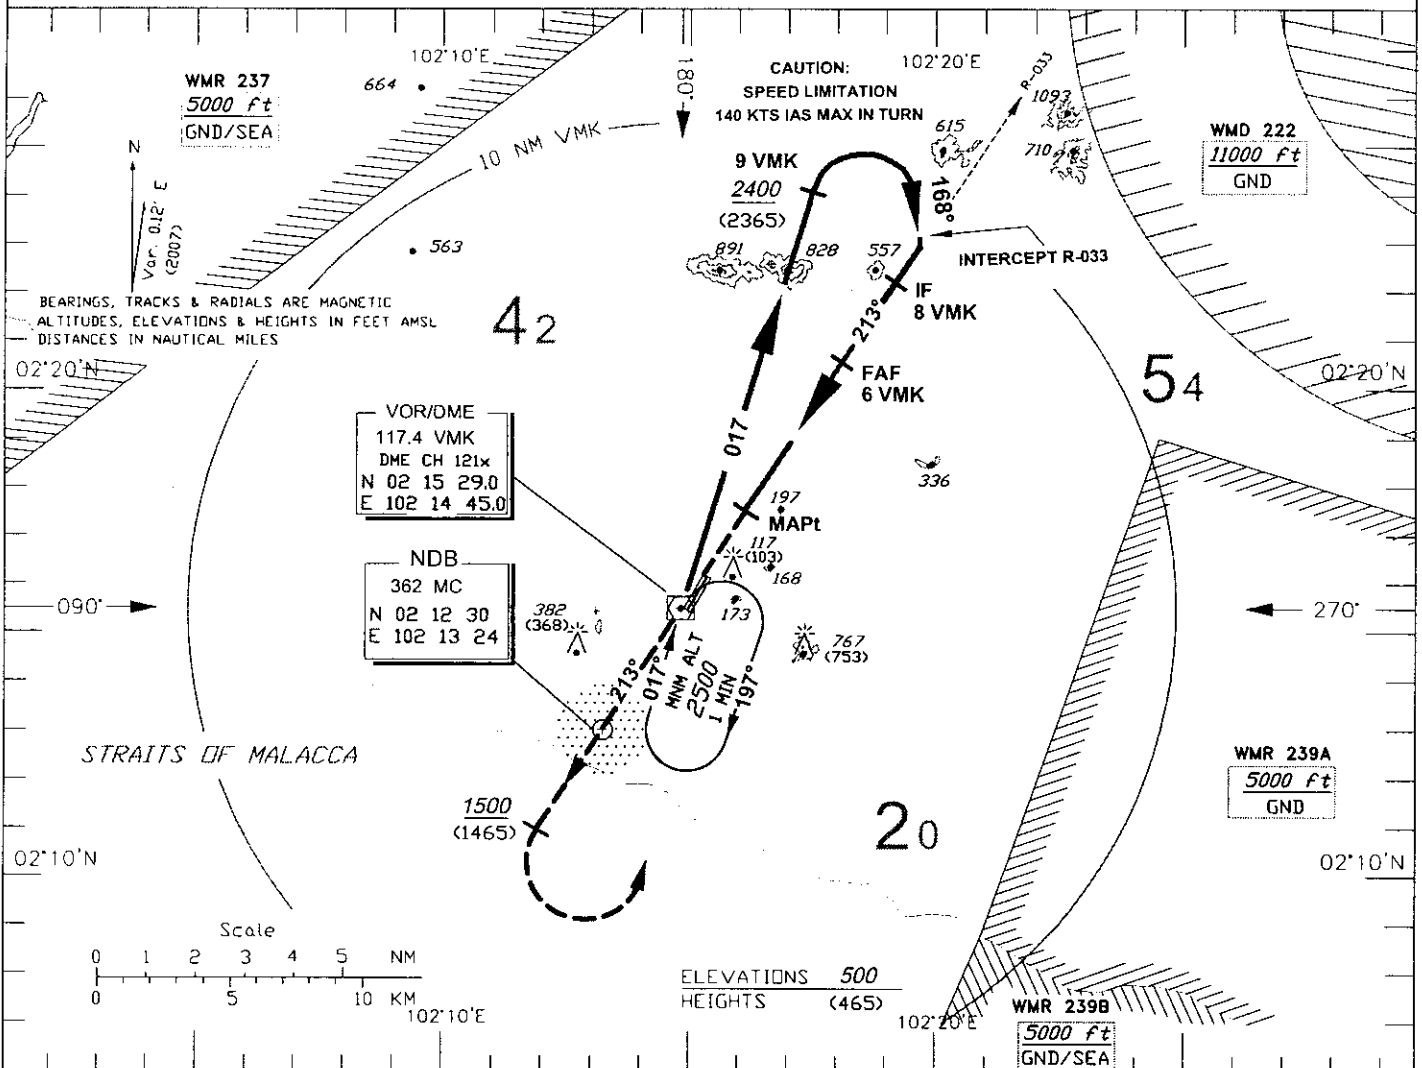 102°10'E
180°
CAUTION:
SPEED LIMITATION
140 KTS IAS MAX IN TURN
102°20'E
R-033
WMR 237
5000 ft
GND/SEA
664
1093
615
710
WMD 222
11000 ft
GND
10 NM VMK
N
Var. 0.12' E
(2007)
9 VMK
2400
(2365)
168°
563
891
828
557
INTERCEPT R-033
IF
8 VMK
BEARINGS, TRACKS & RADIALS ARE MAGNETIC
ALTITUDES, ELEVATIONS & HEIGHTS IN FEET AMSL
DISTANCES IN NAUTICAL MILES
42
213°
02°20'N
FAF
6 VMK
54
02°20'N
VOR/DME
117.4 VMK
DME CH 121x
N 02 15 29.0
E 102 14 45.0
017
336
197
MAPt
117
(103)
168
NDB
362 MC
N 02 12 30
E 102 13 24
090°
382
(368)
173
270°
767
(753)
213°
017°
MNM ALT
2500
1 MIN
197°
STRAITS OF MALACCA
WMR 239A
5000 ft
GND
1500
(1465)
20
02°10'N
02°10'N
Scale
0 1 2 3 4 5 NM
0 5 10 KM
ELEVATIONS 500
HEIGHTS (465)
102°10'E
102°20'E
WMR 239B
5000 ft
GND/SEA